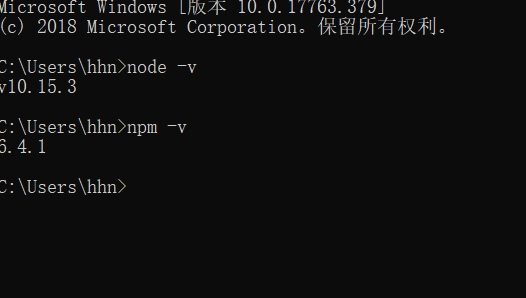 Microsoft Windows [版本 10.0.17763.379]
(c) 2018 Microsoft Corporation。保留所有权利。
C:\Users\hhn>node -v
v10.15.3
C:\Users\hhn>npm -v
6.4.1
C:\Users\hhn>